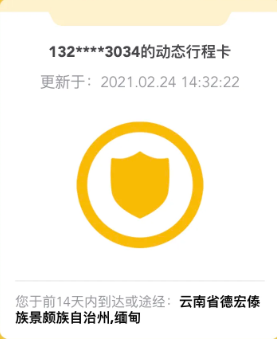 132****3034的动态行程卡
更新于：2021.02.24 14:32:22
您于前14天内到达或途经：云南省德宏傣
族景颇族自治州,缅甸